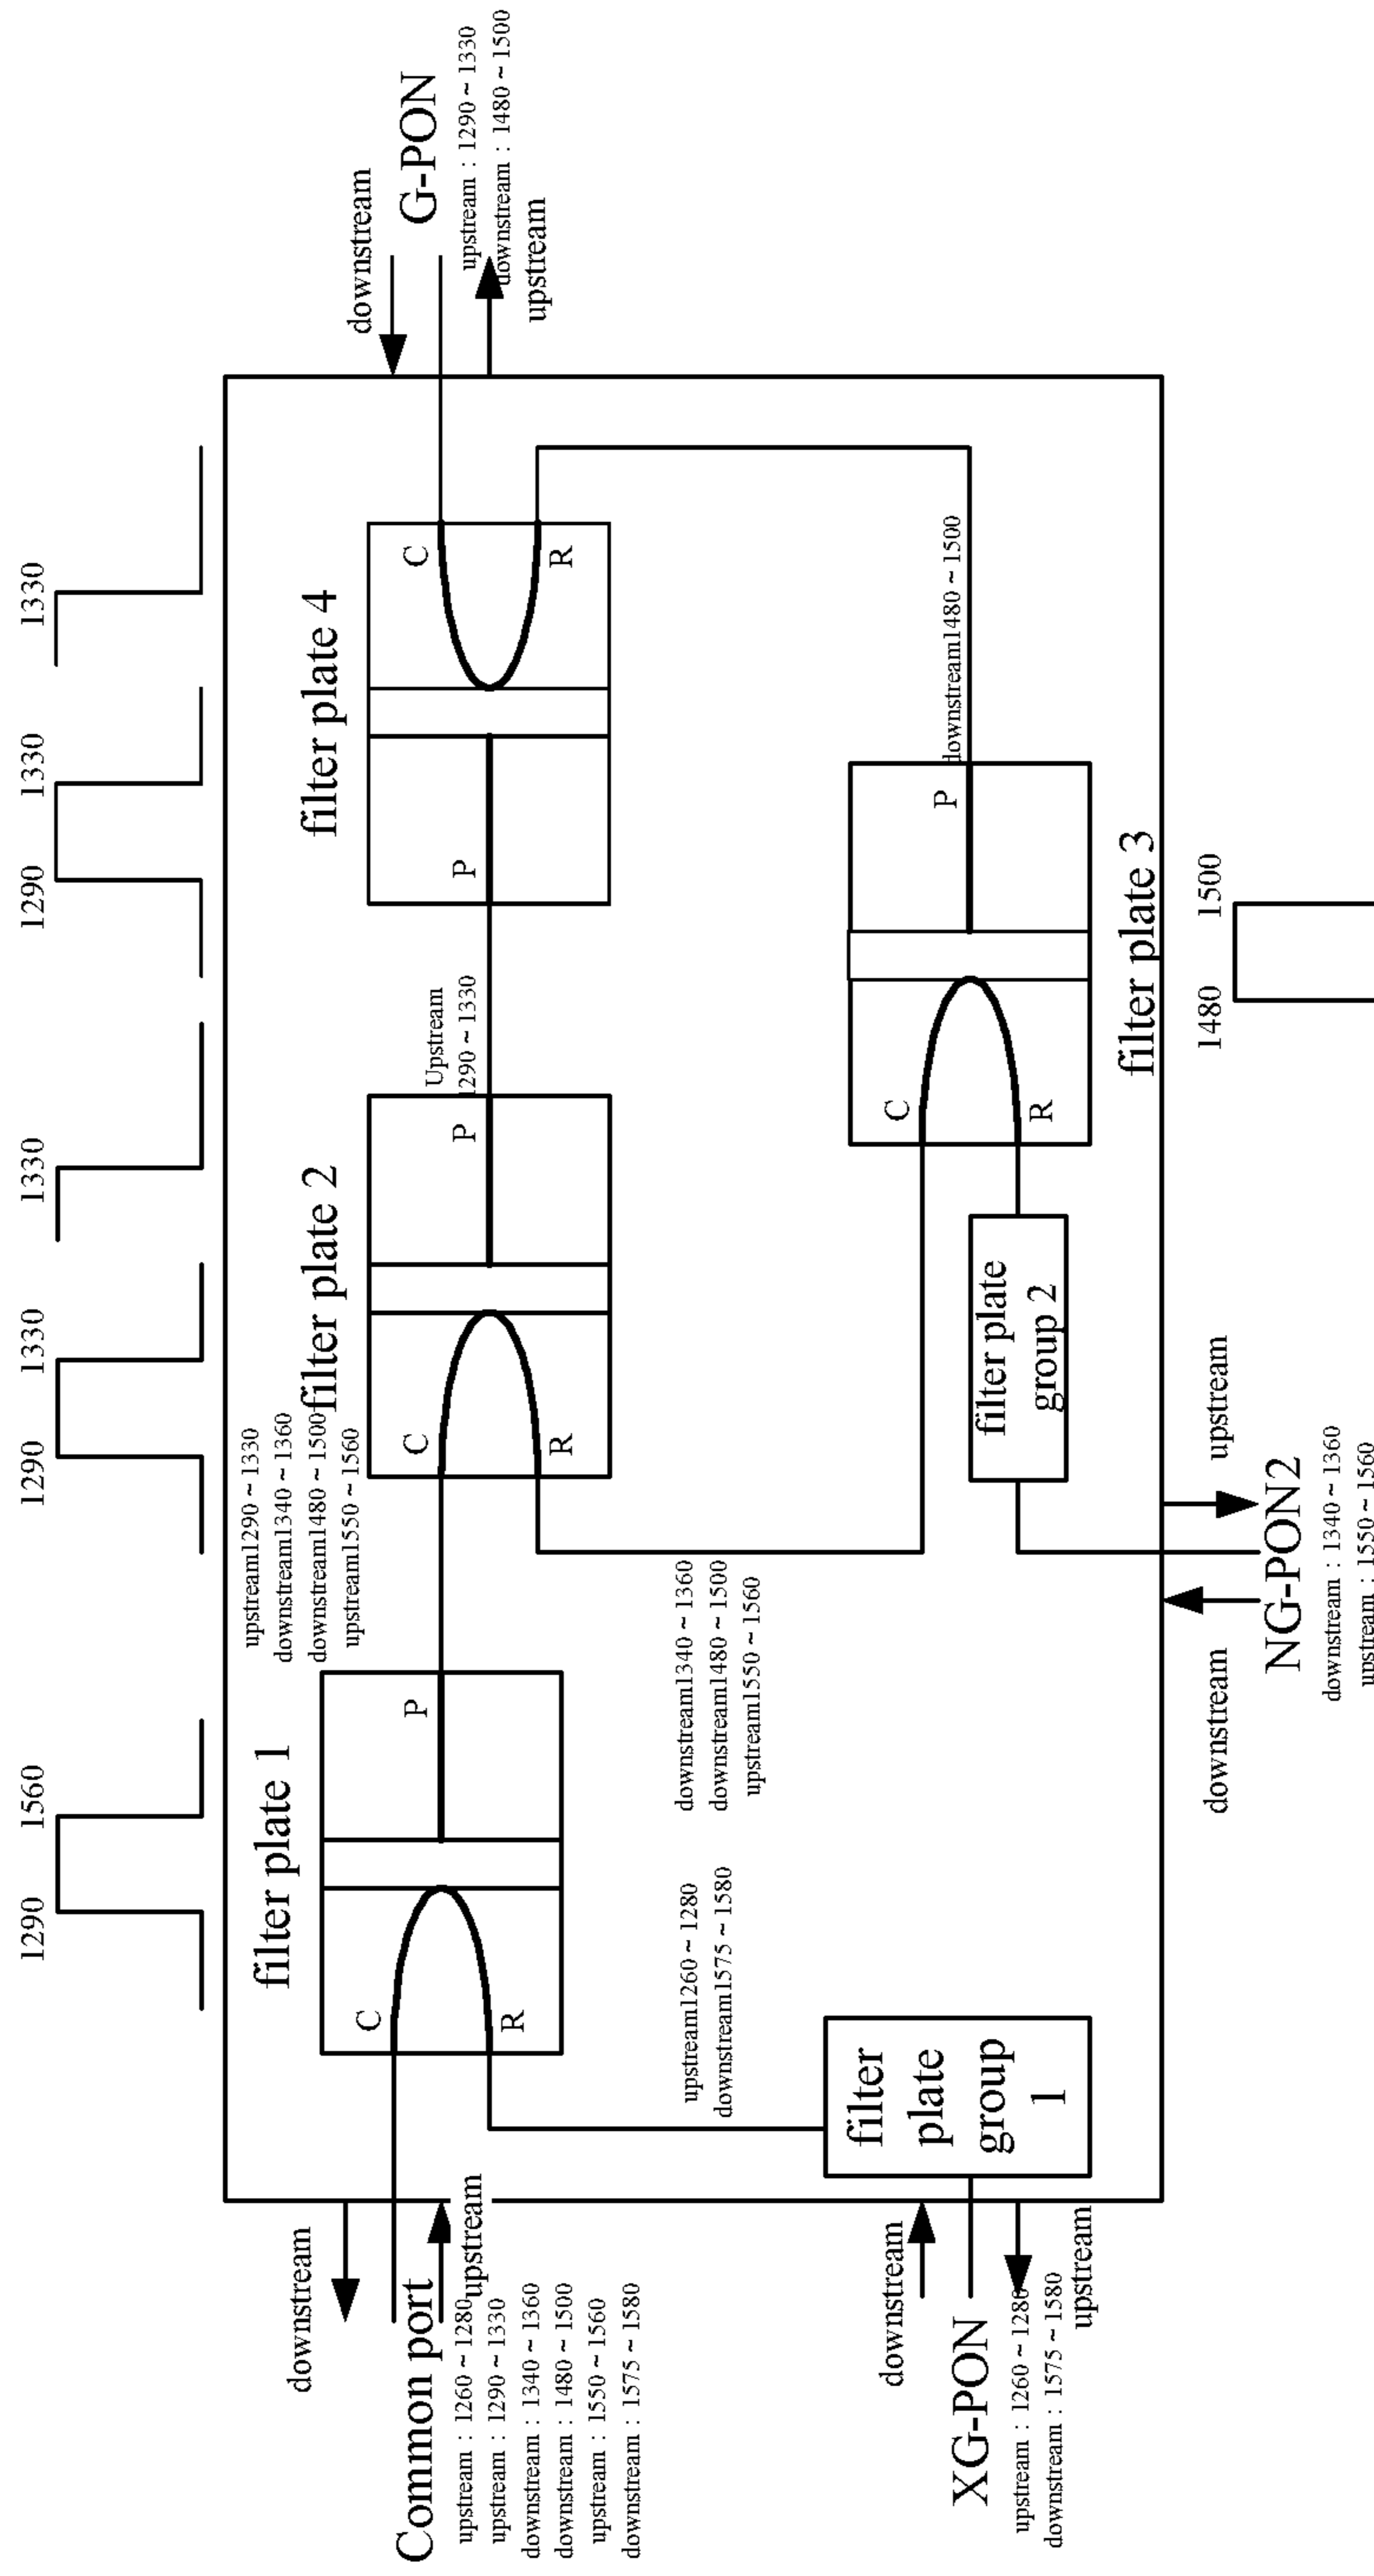 1290
1560
1290
1330
1330
1290
1330
1330
filter plate 1
upstream1290 ~ 1330
downstream1340 ~ 1360
downstream1480 ~ 1500
upstream1550 ~ 1560
filter plate 2
filter plate 4
downstream
Common port
upstream
upstream : 1260 ~ 1280
upstream : 1290 ~ 1330
downstream : 1340 ~ 1360
downstream : 1480 ~ 1500
upstream : 1550 ~ 1560
downstream : 1575 ~ 1580
C
R
P
C
R
P
Upstream
1290 ~ 1330
P
C
R
downstream
G-PON
upstream : 1290 ~ 1330
downstream : 1480 ~ 1500
upstream
upstream1260 ~ 1280
downstream1575 ~ 1580
downstream1340 ~ 1360
downstream1480 ~ 1500
upstream1550 ~ 1560
downstream
XG-PON
upstream : 1260 ~ 1280
downstream : 1575 ~ 1580
upstream
filter
plate
group
1
filter plate
group 2
C
R
P
downstream1480 ~ 1500
filter plate 3
1480
1500
downstream
upstream
NG-PON2
downstream : 1340 ~ 1360
upstream : 1550 ~ 1560